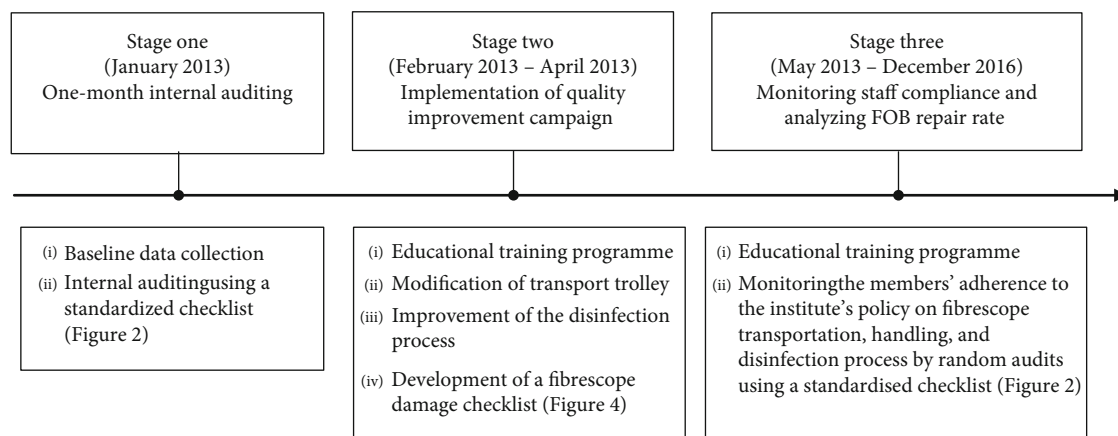 Stage one
(January 2013)
One-month internal auditing
Stage two
(February 2013 – April 2013)
Implementation of quality
improvement campaign
Stage three
(May 2013 – December 2016)
Monitoring staff compliance and
analyzing FOB repair rate
(i) Baseline data collection
(ii) Internal auditingusing a
standardized checklist
(Figure 2)
(i) Educational training programme
(ii) Modification of transport trolley
(iii) Improvement of the disinfection
process
(iv) Development of a fibrescope
damage checklist (Figure 4)
(i) Educational training programme
(ii) Monitoringthe members’ adherence to
the institute’s policy on fibrescope
transportation, handling, and
disinfection process by random audits
using a standardised checklist (Figure 2)